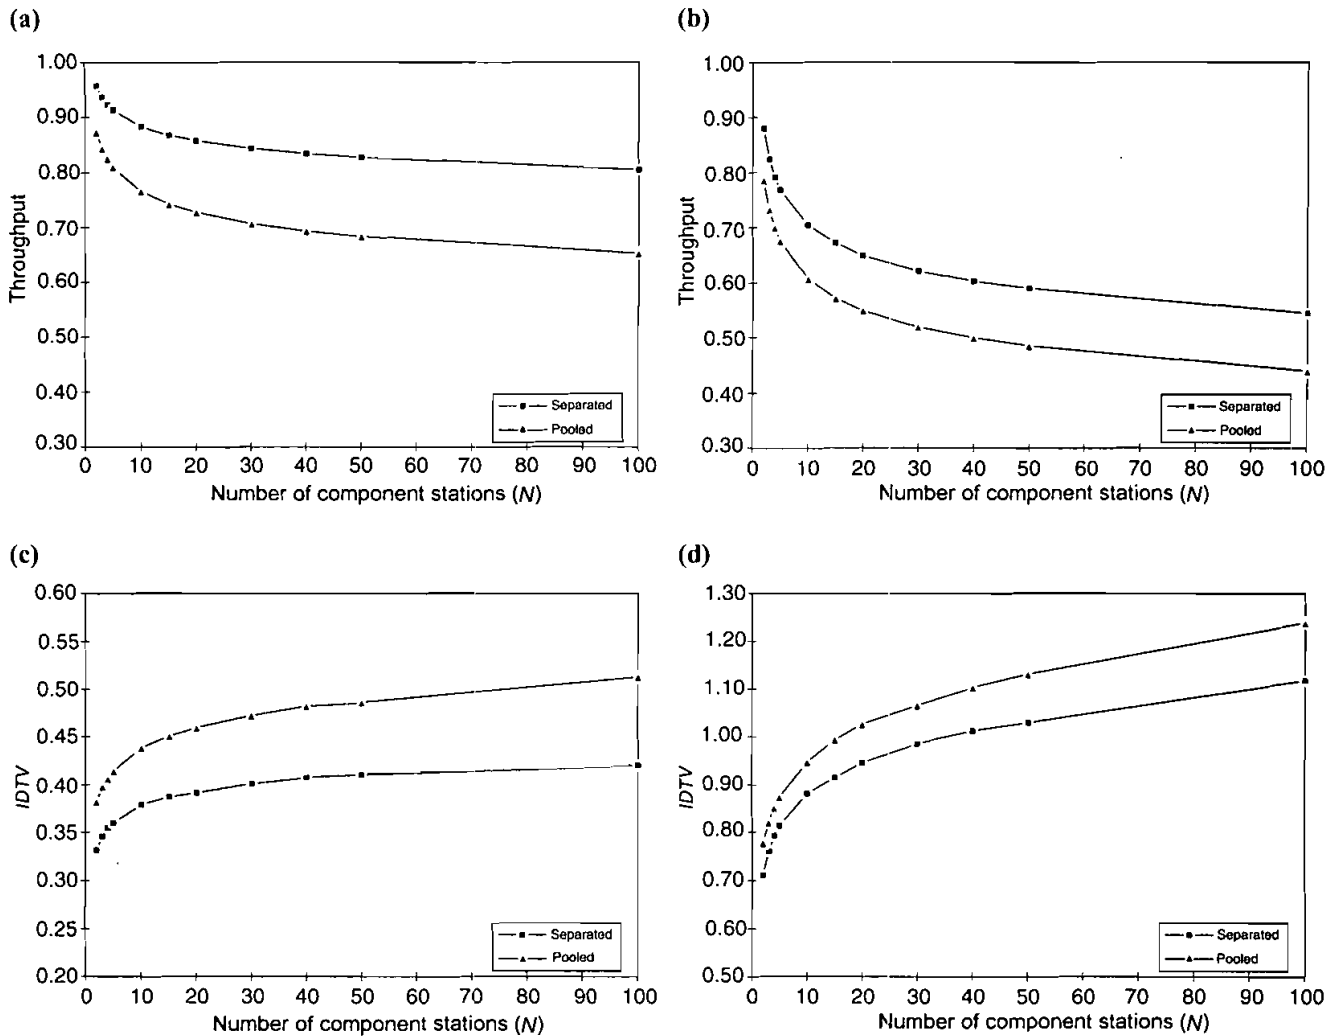 (a)
1.00
0.90
0.80
0.70
0.60
0.50
0.40
0.30
Throughput
Separated
Pooled
0 10 20 30 40 50 60 70 80 90 100
Number of component stations (N)
(b)
1.00
0.90
0.80
0.70
0.60
0.50
0.40
0.30
Throughput
Separated
Pooled
0 10 20 30 40 50 60 70 80 90 100
Number of component stations (N)
(c)
0.60
0.55
0.50
0.45
0.40
0.35
0.30
0.25
0.20
IDTV
Separated
Pooled
0 10 20 30 40 50 60 70 80 90 100
Number of component stations (N)
(d)
1.30
1.20
1.10
1.00
0.90
0.80
0.70
0.60
0.50
IDTV
Separated
Pooled
0 10 20 30 40 50 60 70 80 90 100
Number of component stations (N)